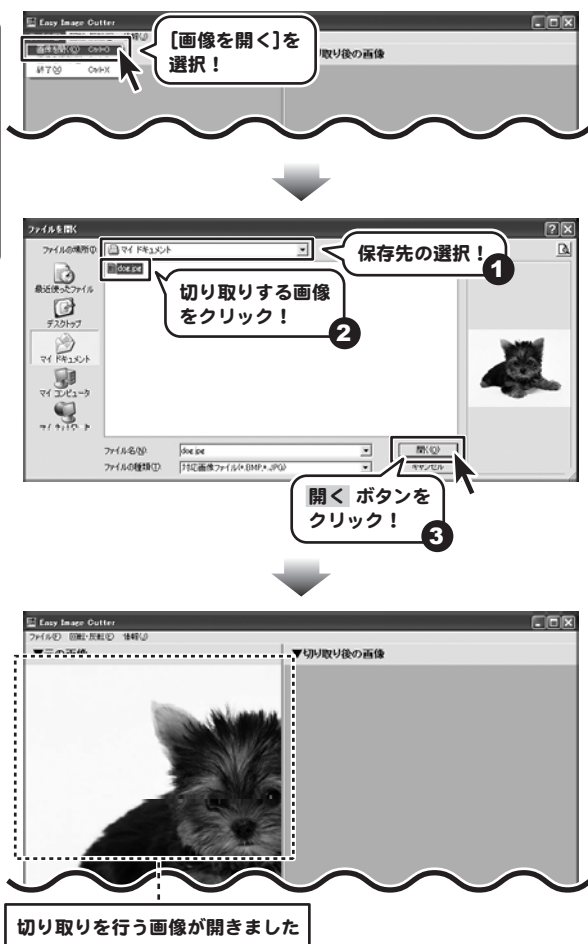 Easy Image Cutter
画像を開く(O) Ctrl+O
終了(X) Ctrl+X
[画像を開く]を
選択！
り取り後の画像
ファイルを開く
ファイルの場所(I):
マイ ドキュメント
保存先の選択！
1
最近使ったファイル
切り取りする画像
をクリック！
2
デスクトップ
マイ ドキュメント
マイ コンピュータ
ファイル名(N):
開く(O)
ファイルの種類(T):
対応画像ファイル(*.BMP,*.JPG)
キャンセル
開く ボタンを
クリック！
3
Easy Image Cutter
ファイル(F) 回転・反転(E) 情報(J)
▼元の画像
▼切り取り後の画像
切り取りを行う画像が開きました